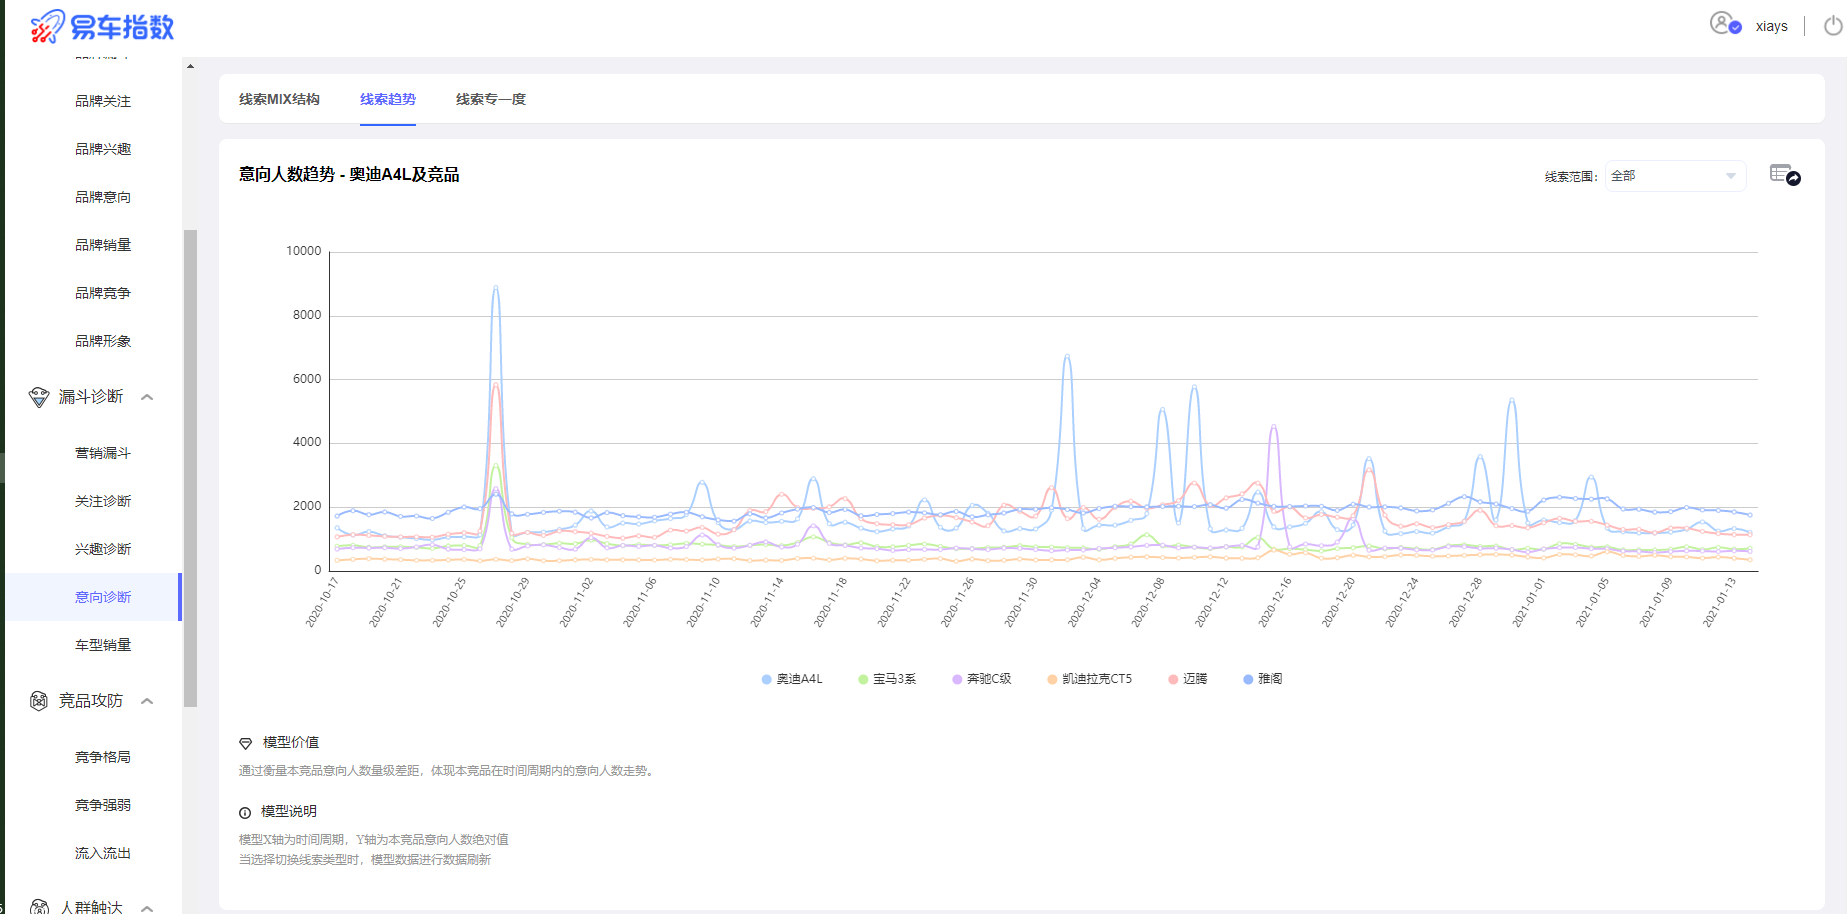 易车指数
xiays
品牌关注
品牌兴趣
品牌意向
品牌销量
品牌竞争
品牌形象
漏斗诊断
营销漏斗
关注诊断
兴趣诊断
意向诊断
车型销量
竞品攻防
竞争格局
竞争强弱
流入流出
人群触达
线索MIX结构
线索趋势
线索专一度
意向人数趋势 - 奥迪A4L及竞品
线索范围：
全部
10000
8000
6000
4000
2000
0
2020-10-17
2020-10-21
2020-10-25
2020-10-29
2020-11-02
2020-11-06
2020-11-10
2020-11-14
2020-11-18
2020-11-22
2020-11-26
2020-11-30
2020-12-04
2020-12-08
2020-12-12
2020-12-16
2020-12-20
2020-12-24
2020-12-28
2021-01-01
2021-01-05
2021-01-09
2021-01-13
奥迪A4L
宝马3系
奔驰C级
凯迪拉克CT5
迈腾
雅阁
模型价值
通过衡量本竞品意向人数量级差距，体现本竞品在时间周期内的意向人数走势。
模型说明
模型X轴为时间周期，Y轴为本竞品意向人数绝对值
当选择切换线索类型时，模型数据进行数据刷新